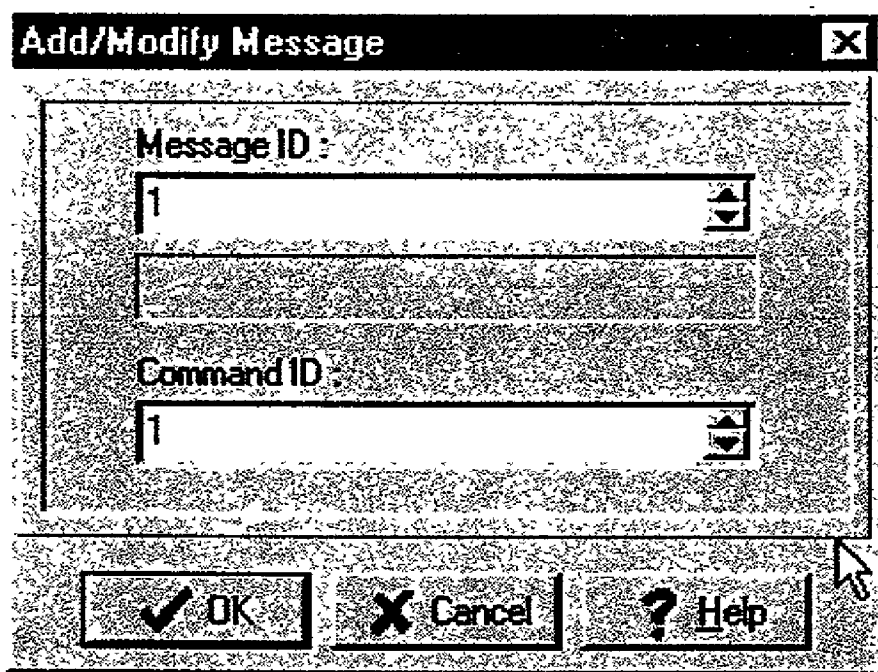 Add/Modify Message
Message ID :
1
Command ID :
1
OK Cancel Help